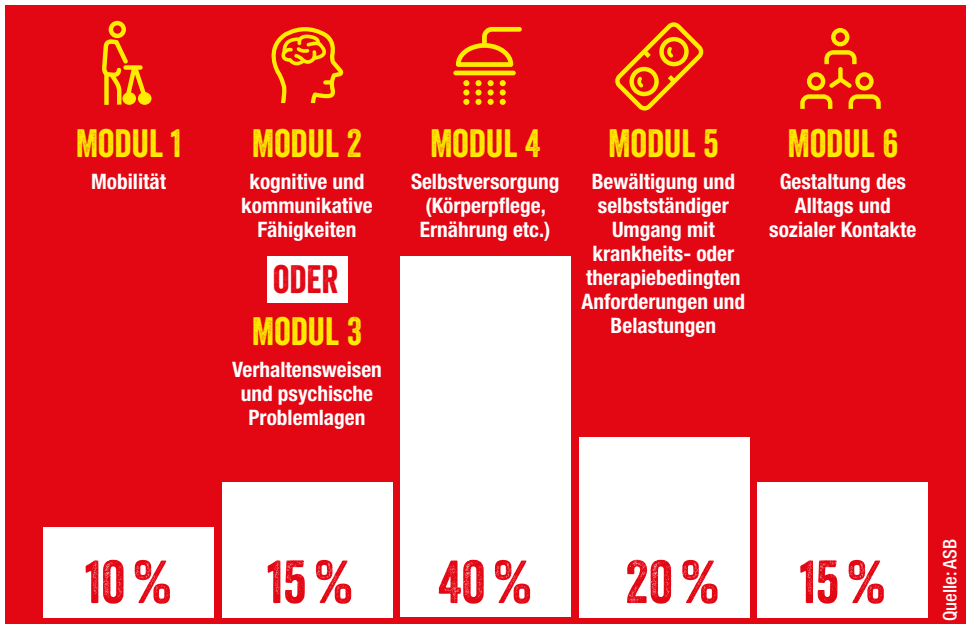 MODUL 1
Mobilität
MODUL 2
kognitive und
kommunikative
Fähigkeiten
ODER
MODUL 3
Verhaltensweisen
und psychische
Problemlagen
MODUL 4
Selbstversorgung
(Körperpflege,
Ernährung etc.)
MODUL 5
Bewältigung und
selbstständiger
Umgang mit
krankheits- oder
therapiebedingten
Anforderungen und
Belastungen
MODUL 6
Gestaltung des
Alltags und
sozialer Kontakte
10 %
15 %
40 %
20 %
15 %
Quelle: ASB